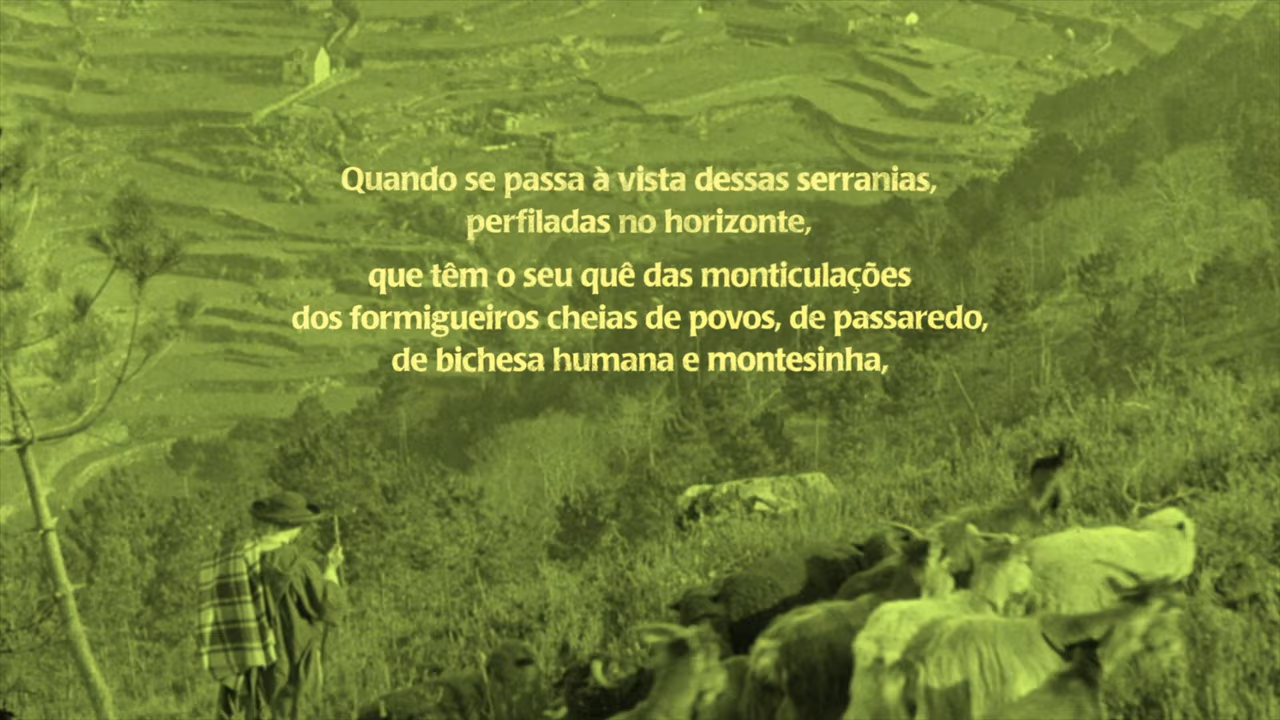 Quando se passa à vista dessas serranias,
perfiladas no horizonte,
que têm o seu quê das monticulações
dos formigueiros cheias de povos, de passaredo,
de bichesa humana e montesinha,